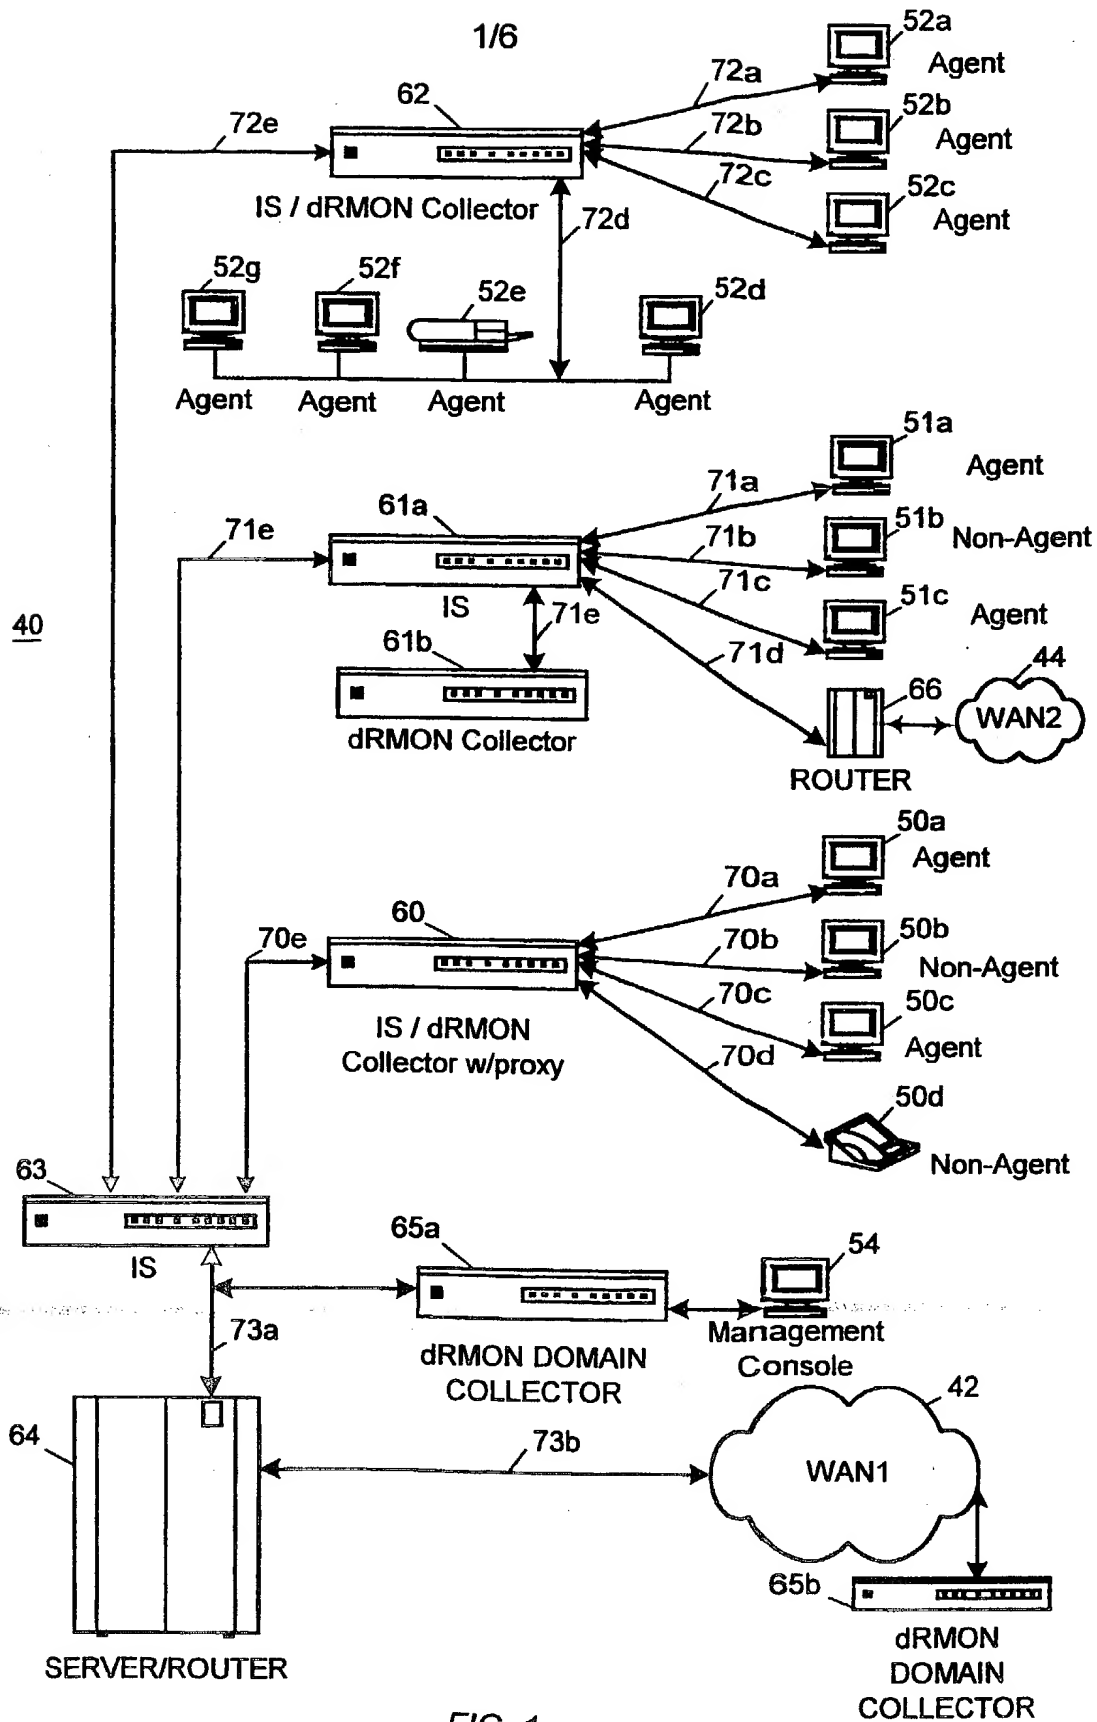 1/6
52a
Agent
72a
62
72e
72b
52b
Agent
72c
52c
Agent
IS / dRMON Collector
72d
52g
52f
52e
52d
Agent
Agent
Agent
Agent
51a
Agent
71a
61a
71e
71b
51b
Non-Agent
71c
51c
Agent
IS
71e
40
61b
71d
44
66
WAN2
dRMON Collector
ROUTER
50a
Agent
70a
60
70e
70b
50b
Non-Agent
70c
50c
IS / dRMON
Collector w/proxy
Agent
70d
50d
Non-Agent
63
IS
65a
54
73a
Management
Console
dRMON DOMAIN
COLLECTOR
42
64
73b
WAN1
65b
SERVER/ROUTER
dRMON
DOMAIN
COLLECTOR
FIG. 1